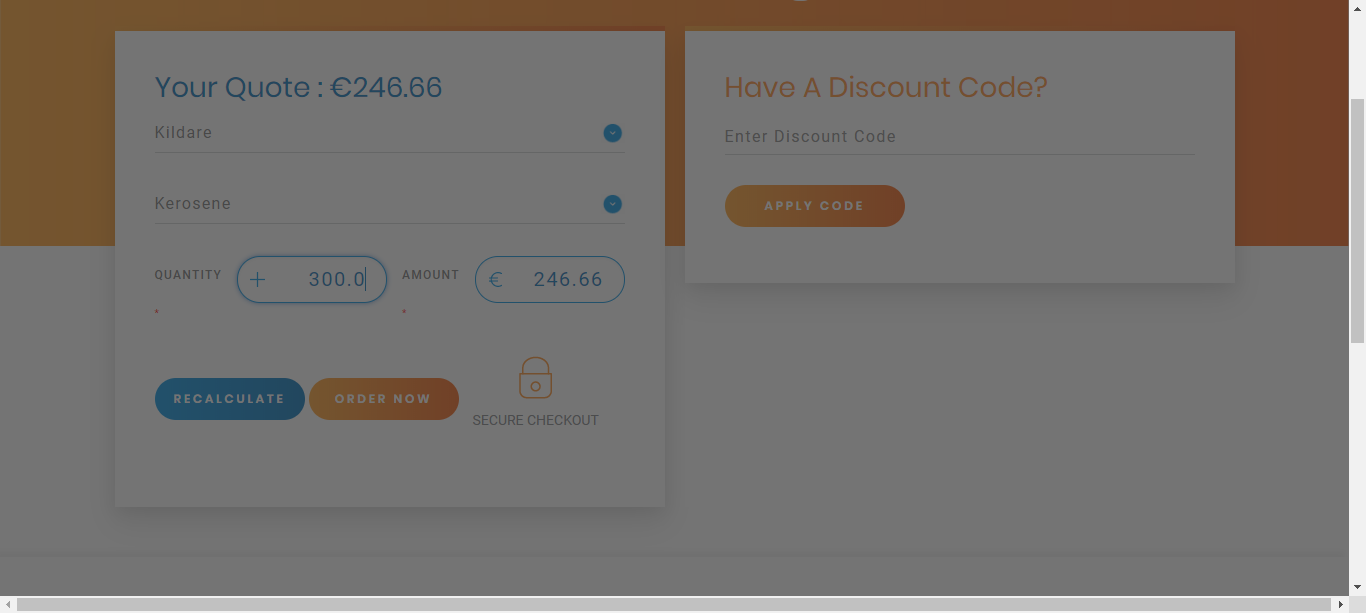 Your Quote : €246.66
Kildare
Kerosene
QUANTITY
+ 300.0
AMOUNT
€ 246.66
*
*
RECALCULATE
ORDER NOW
SECURE CHECKOUT
Have A Discount Code?
Enter Discount Code
APPLY CODE